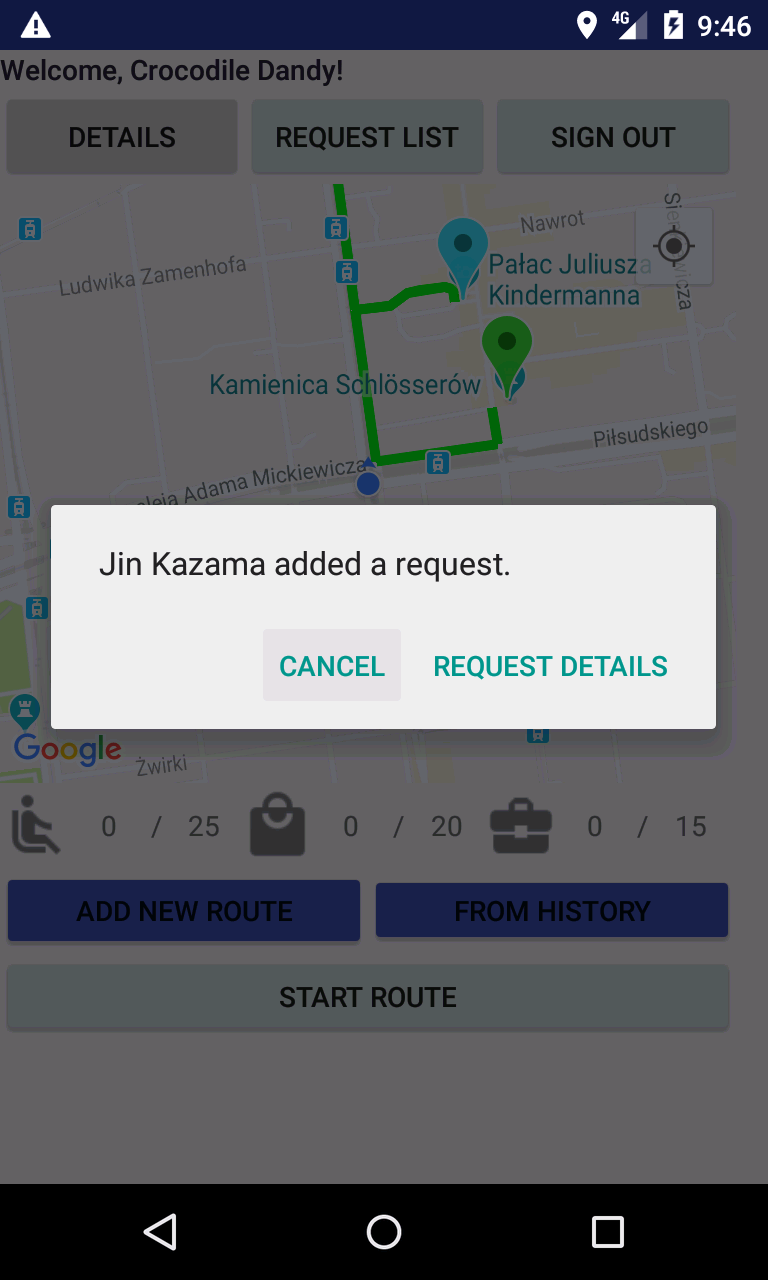 4G 9:46
Welcome, Crocodile Dandy!
DETAILS REQUEST LIST SIGN OUT
Nawrot
Ludwika Zamenhofa
Pałac Juliusza
Kindermanna
Kamienica Schlösserów
Piłsudskiego
aleja Adama Mickiewicza
Jin Kazama added a request.
CANCEL REQUEST DETAILS
Google
Żwirki
0 / 25 0 / 20 0 / 15
ADD NEW ROUTE FROM HISTORY
START ROUTE